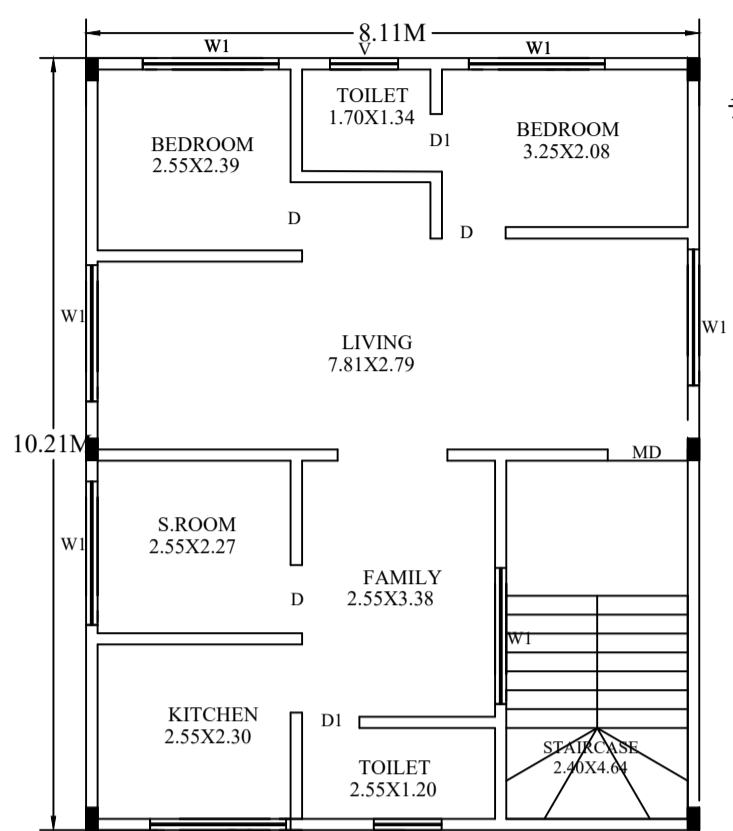 8.11M
W1
V
W1
TOILET
1.70X1.34
BEDROOM
2.55X2.39
D1
BEDROOM
3.25X2.08
D
D
W1
W1
LIVING
7.81X2.79
10.21M
MD
S.ROOM
2.55X2.27
W1
FAMILY
2.55X3.38
D
W1
KITCHEN
2.55X2.30
D1
STAIRCASE
2.40X4.64
TOILET
2.55X1.20